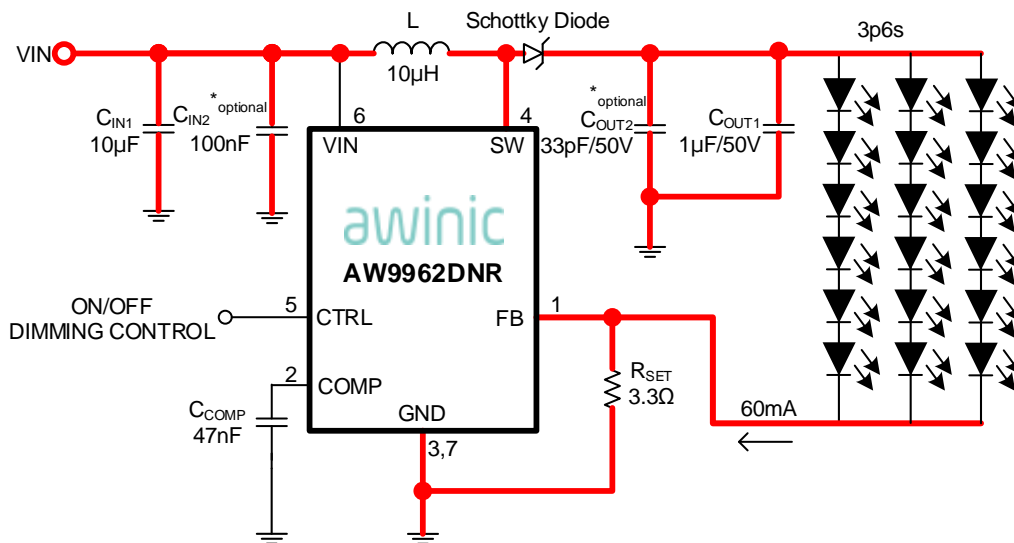 L
Schottky Diode
3p6s
VIN
10µH
*optional
*optional
CIN1
10µF
CIN2
100nF
6
4
COUT2
33pF/50V
COUT1
1µF/50V
VIN
SW
awinic
AW9962DNR
ON/OFF
DIMMING CONTROL
5
CTRL
FB
1
2
COMP
RSET
3.3Ω
CCOMP
47nF
GND
3,7
60mA